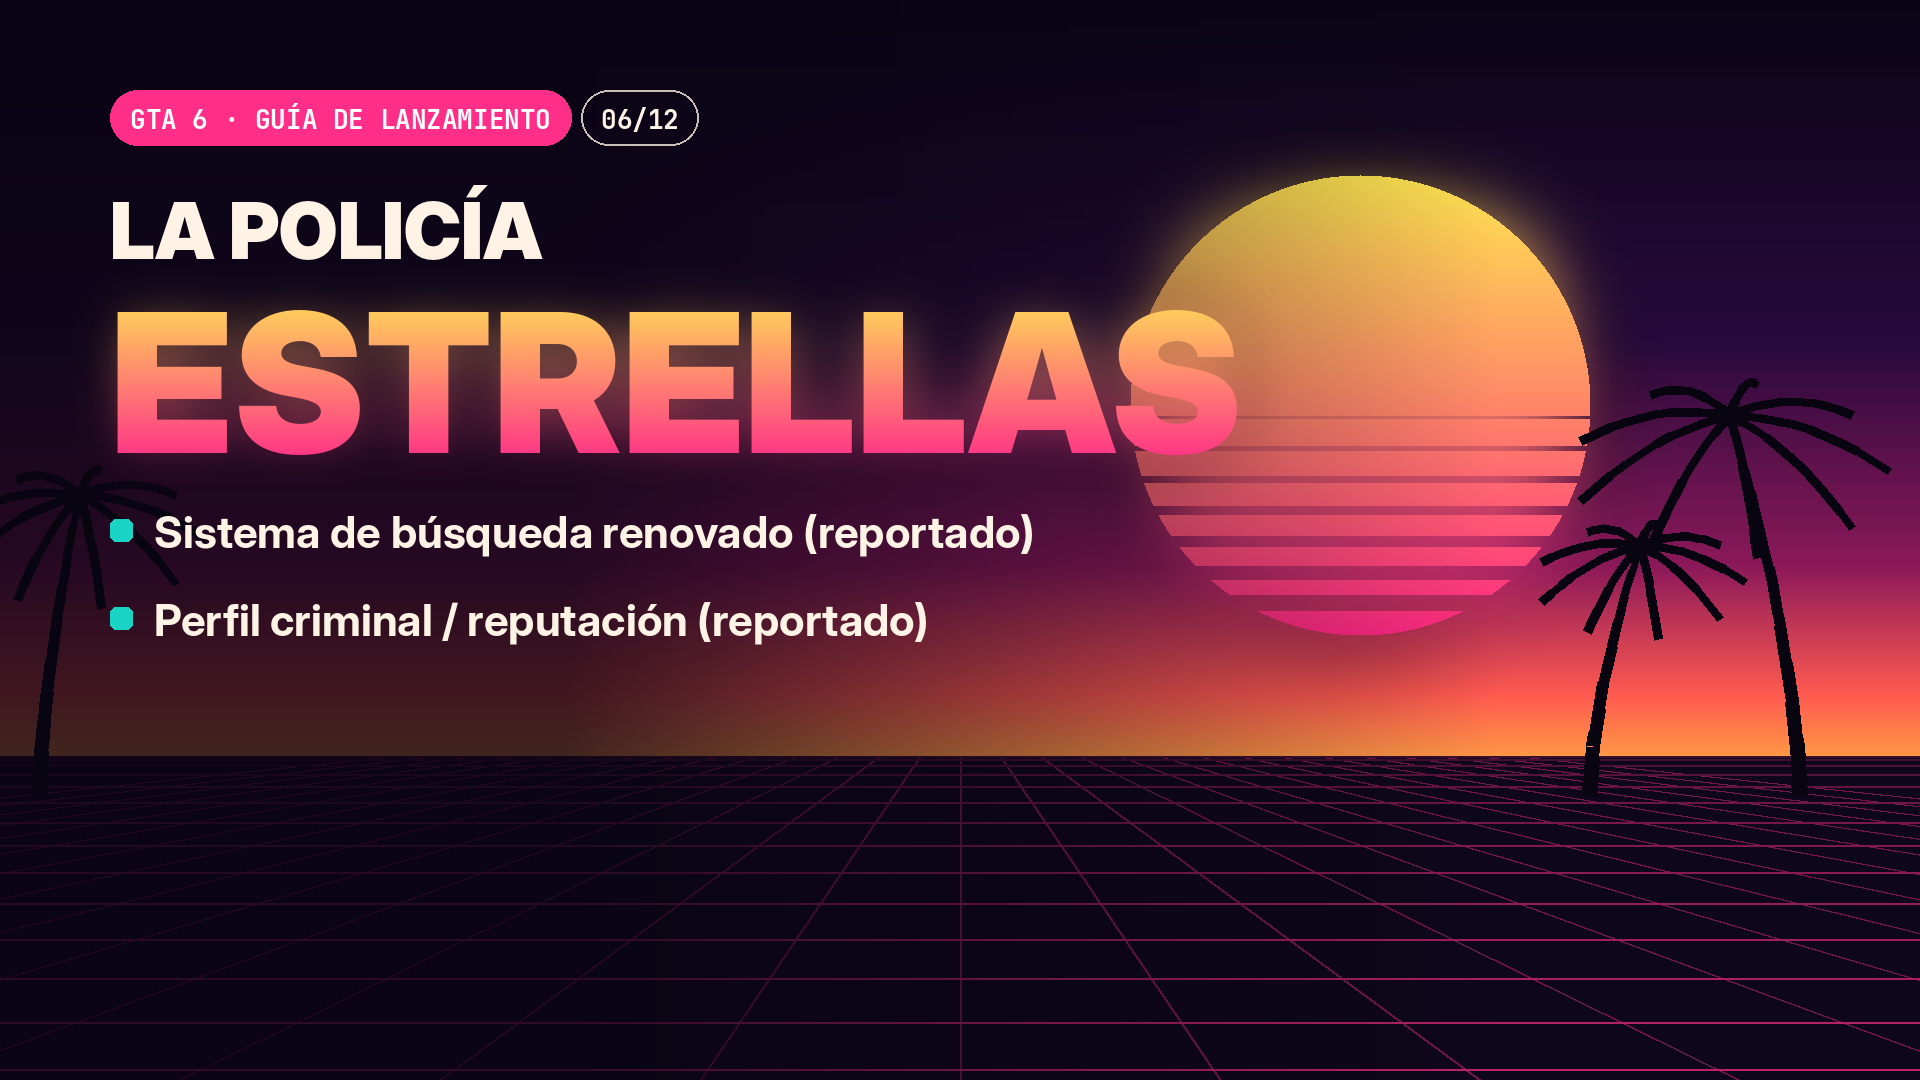 GTA 6 · GUÍA DE LANZAMIENTO 06/12
LA POLICÍA
ESTRELLAS
Sistema de búsqueda renovado (reportado)
Perfil criminal / reputación (reportado)